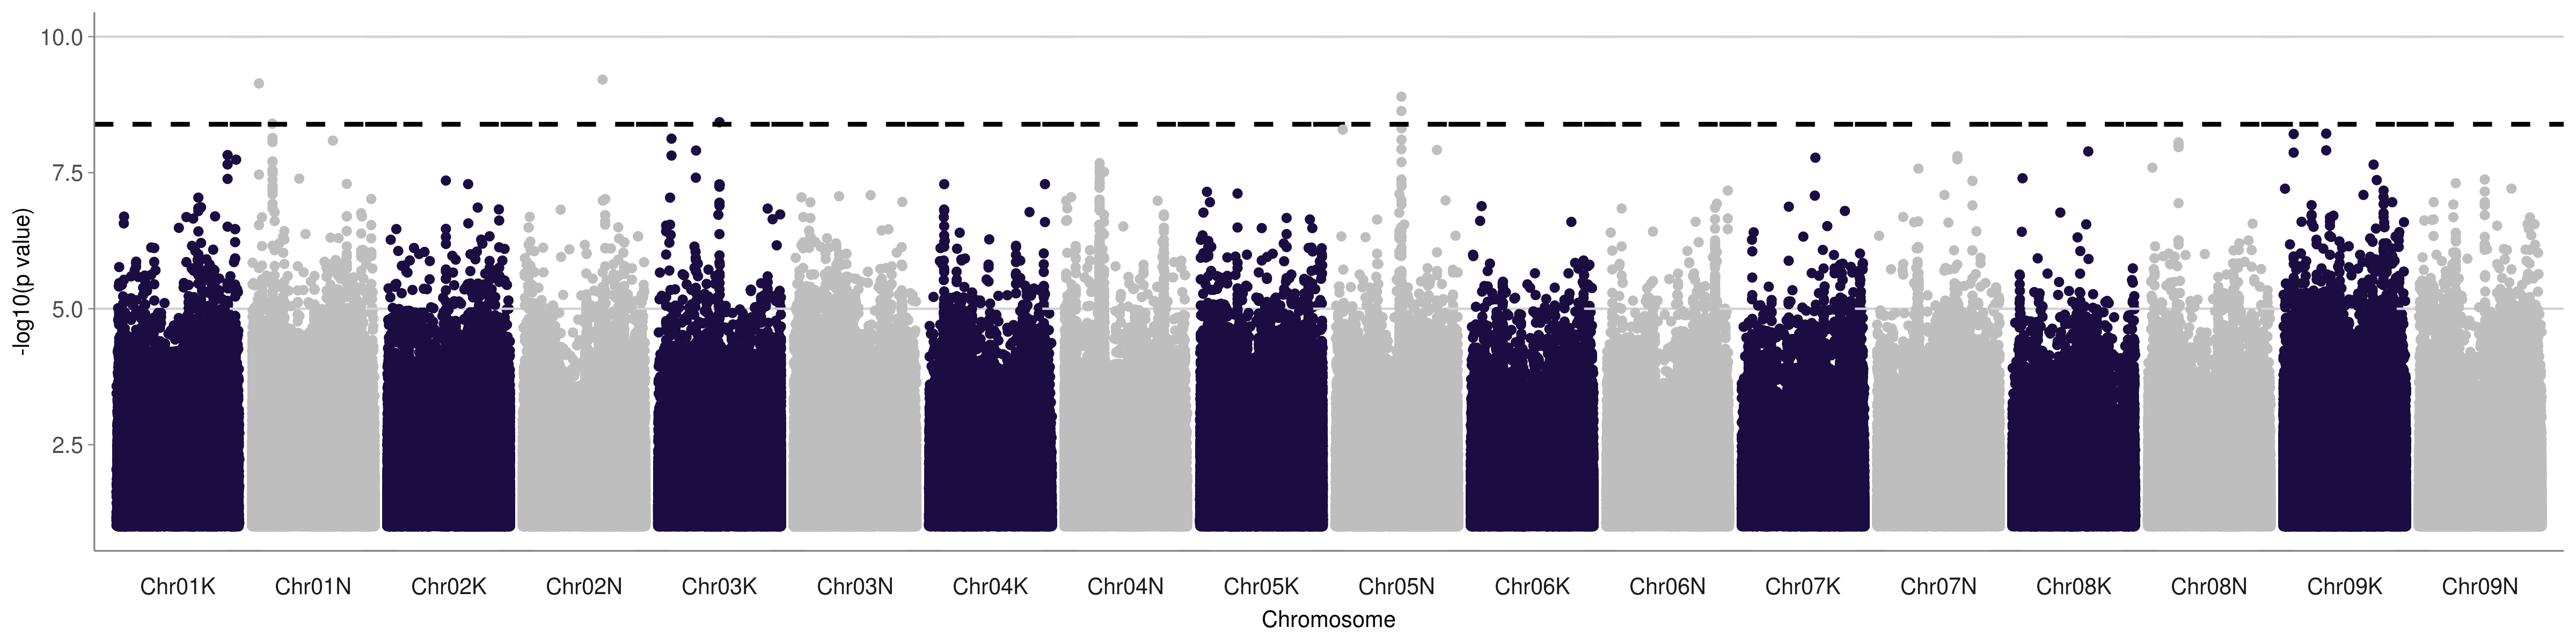 -log10(p value)
10.0
7.5
5.0
2.5
Chr01K Chr01N Chr02K Chr02N Chr03K Chr03N Chr04K Chr04N Chr05K Chr05N Chr06K Chr06N Chr07K Chr07N Chr08K Chr08N Chr09K Chr09N
Chromosome